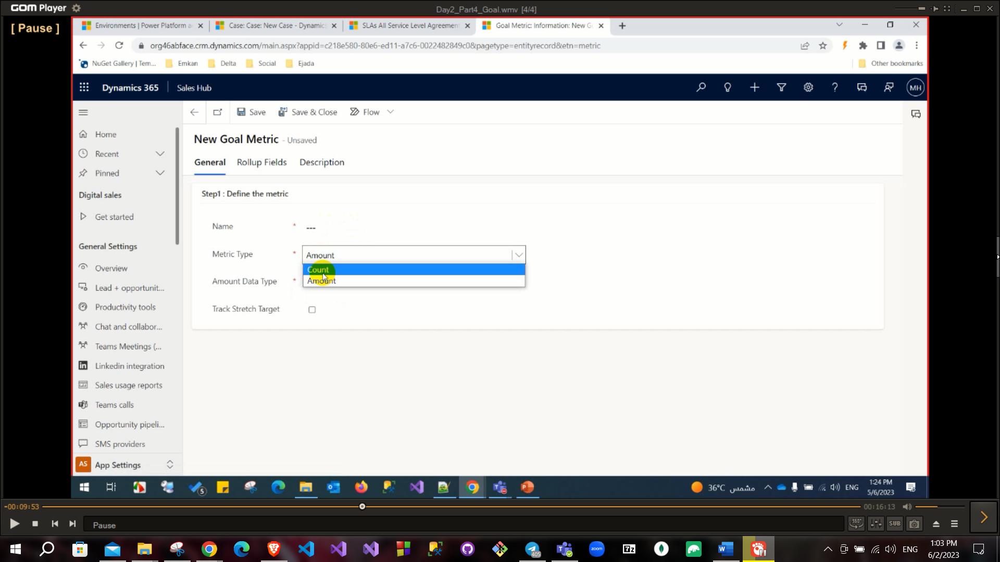 GOM Player
Day2_Part4_Goal.wmv [4/4]
[ Pause ]
Environments | Power Platform a
Case: Case: New Case - Dynamics
SLAs All Service Level Agreement
Goal Metric: Information: New Go
org46abface.crm.dynamics.com/main.aspx?appid=c218e580-80e6-ed11-a7c6-0022482849c0&pagetype=entityrecord&etn=metric
NuGet Gallery | Tem...
Emkan
Delta
Social
Ejada
Other bookmarks
Dynamics 365
Sales Hub
MH
Save
Save & Close
Flow
New Goal Metric - Unsaved
General
Rollup Fields
Description
Home
Recent
Pinned
Digital sales
Get started
General Settings
Overview
Lead + opportunit...
Productivity tools
Chat and collabor...
Teams Meetings (...
Linkedin integration
Sales usage reports
Teams calls
Opportunity pipeli...
SMS providers
AS
App Settings
Step1 : Define the metric
Name * ---
Metric Type * Amount
Count
Amount
Amount Data Type *
Track Stretch Target
5
36°C مشمس
ENG
1:24 PM
5/6/2023
-00:09:53
00:16:13
Pause
360°
SUB
405
zoom
7z
ENG
1:03 PM
6/2/2023